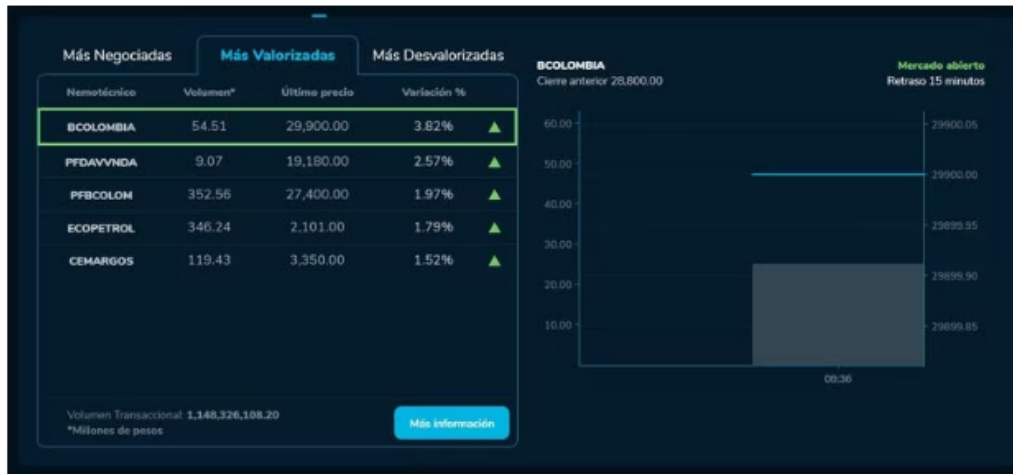 Más Negociadas Más Valorizadas Más Desvalorizadas
Nemotécnico Volumen* Último precio Variación %
BCOLOMBIA 54.51 29,900.00 3.82%
PFDAVVNDA 9.07 19,180.00 2.57%
PFBCOLOM 352.56 27,400.00 1.97%
ECOPETROL 346.24 2,101.00 1.79%
CEMARGOS 119.43 3,350.00 1.52%
Volumen Transaccional: 1,148,326,108.20
*Millones de pesos
Más información
BCOLOMBIA Mercado abierto
Cierre anterior 28,800.00 Retraso 15 minutos
60.00 29900.05
50.00 29900.00
40.00 29899.95
30.00
20.00 29899.90
10.00 29899.85
08:36